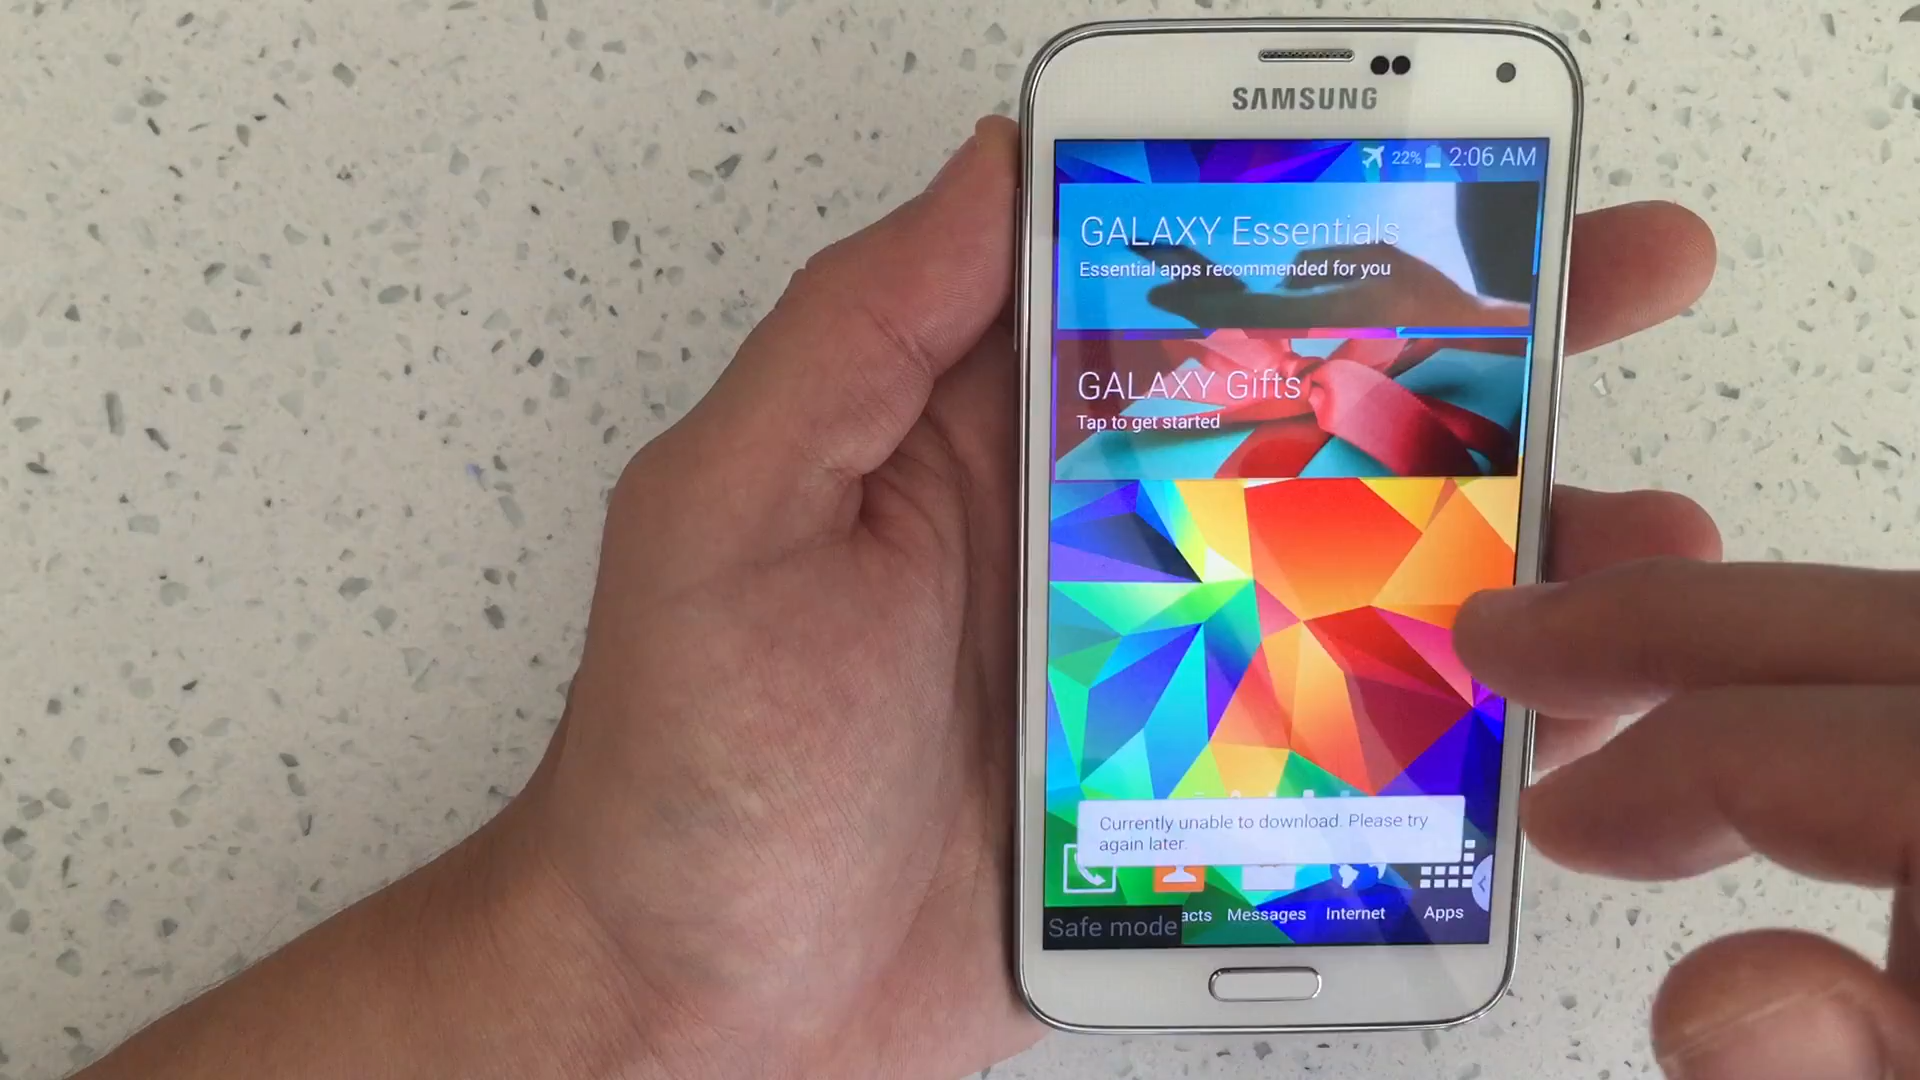 SAMSUNG
22% 2:06 AM
GALAXY Essentials
Essential apps recommended for you
GALAXY Gifts
Tap to get started
Currently unable to download. Please try
again later.
acts Messages Internet Apps
Safe mode